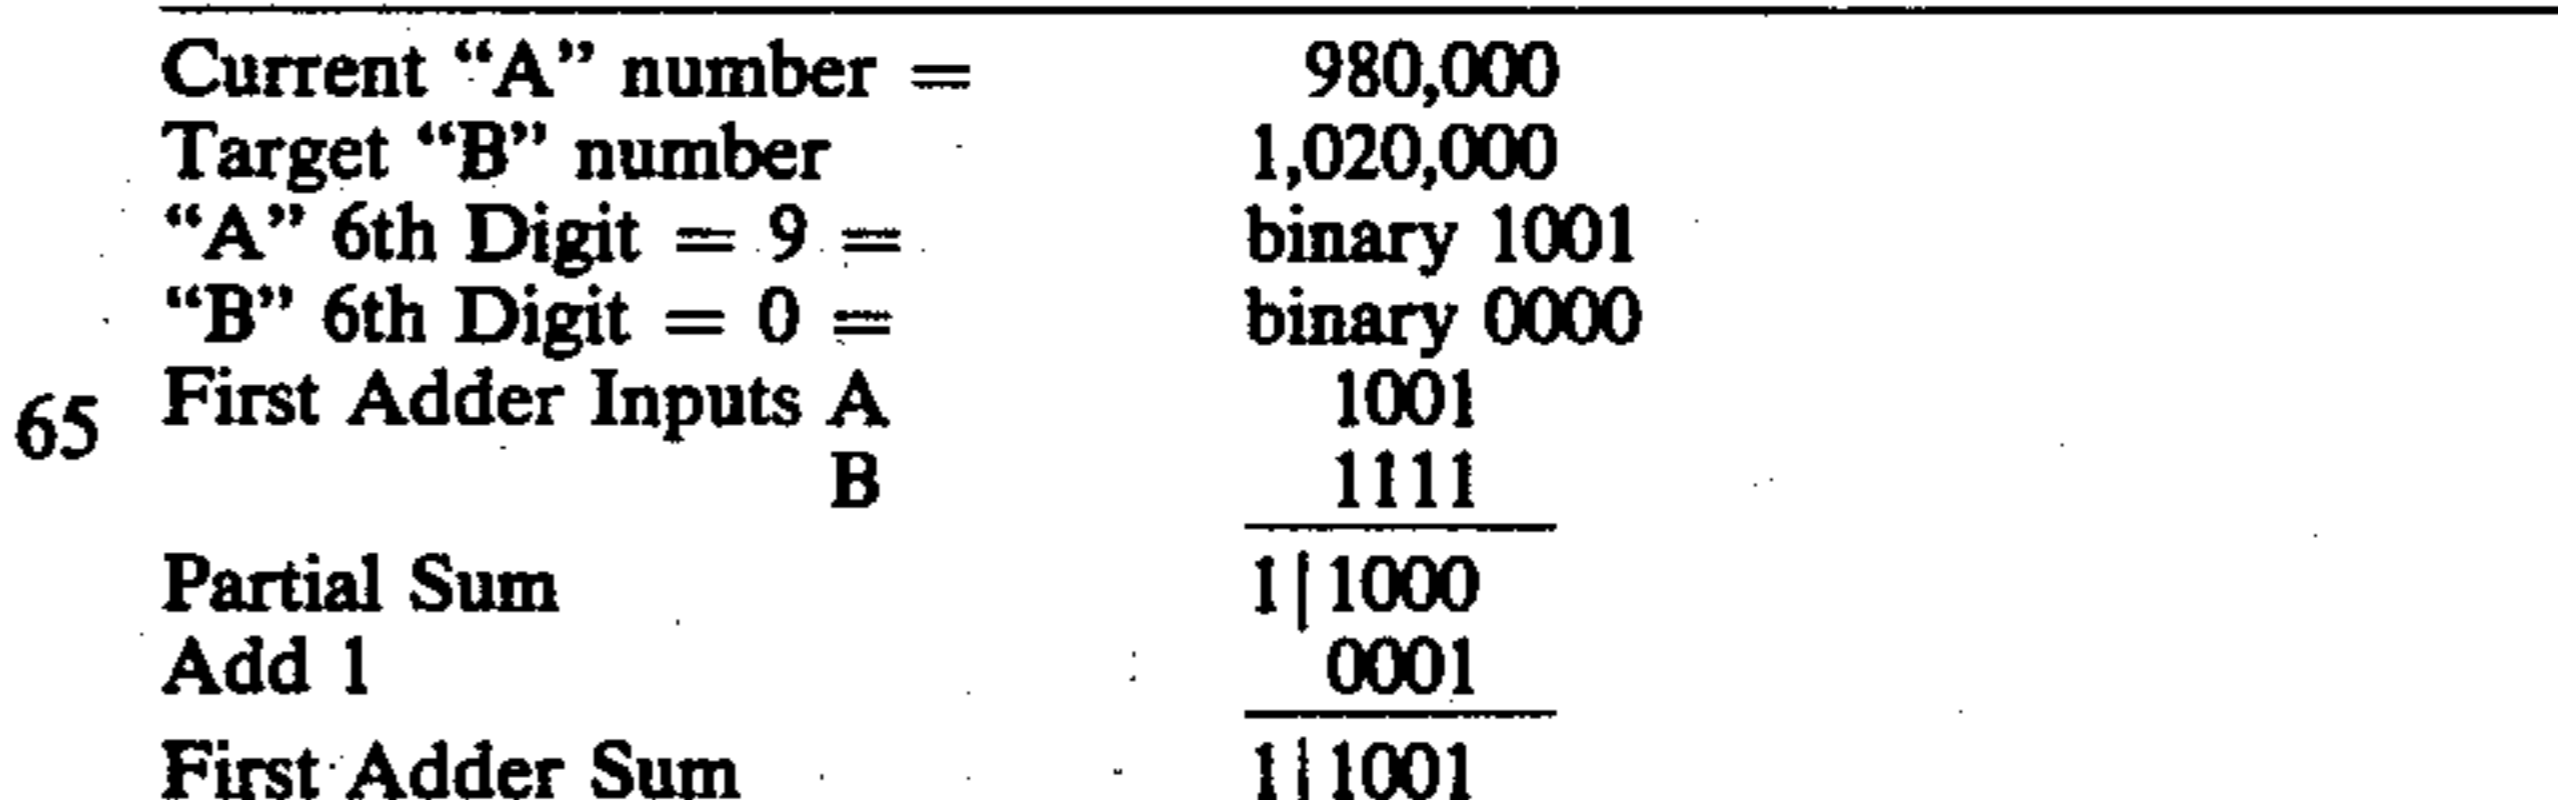 Current “A” number = 980,000
Target “B” number 1,020,000
“A” 6th Digit = 9 = binary 1001
“B” 6th Digit = 0 = binary 0000
65 First Adder Inputs A 1001
B 1111
Partial Sum 1|1000
Add 1 0001
First Adder Sum 1|1001